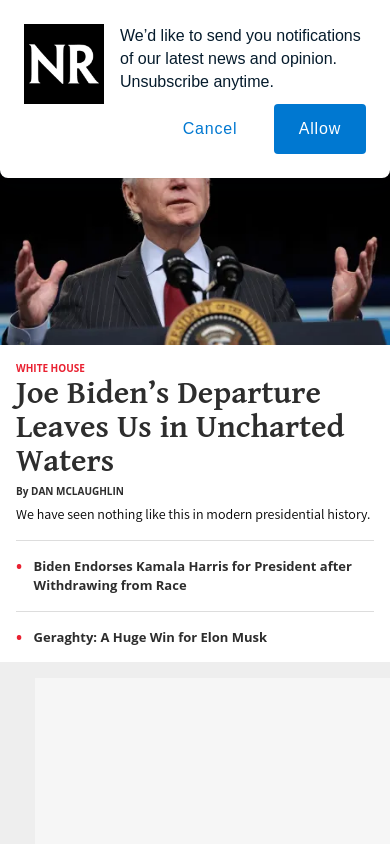 NR
We’d like to send you notifications
of our latest news and opinion.
Unsubscribe anytime.
Cancel
Allow
WHITE HOUSE
Joe Biden’s Departure
Leaves Us in Uncharted
Waters
By DAN MCLAUGHLIN
We have seen nothing like this in modern presidential history.
• Biden Endorses Kamala Harris for President after
Withdrawing from Race
• Geraghty: A Huge Win for Elon Musk